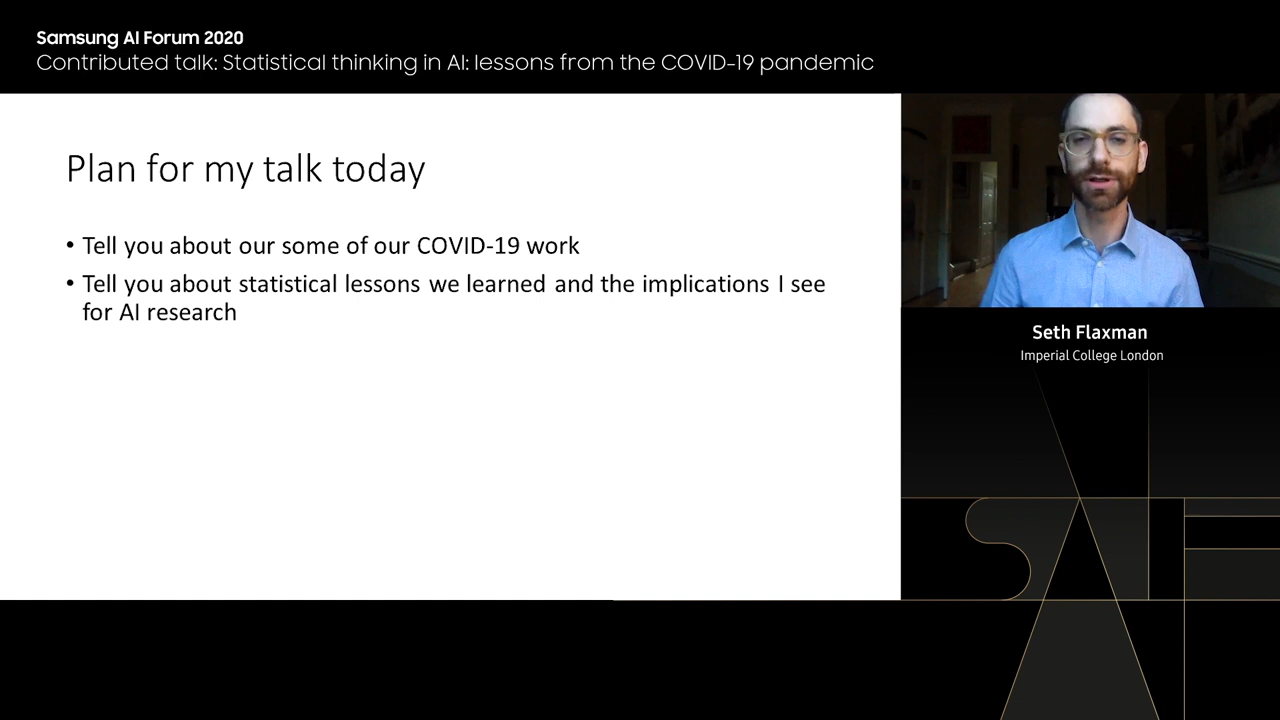 Samsung AI Forum 2020
Contributed talk: Statistical thinking in AI: lessons from the COVID-19 pandemic
Plan for my talk today
• Tell you about our some of our COVID-19 work
• Tell you about statistical lessons we learned and the implications I see
for AI research
Seth Flaxman
Imperial College London